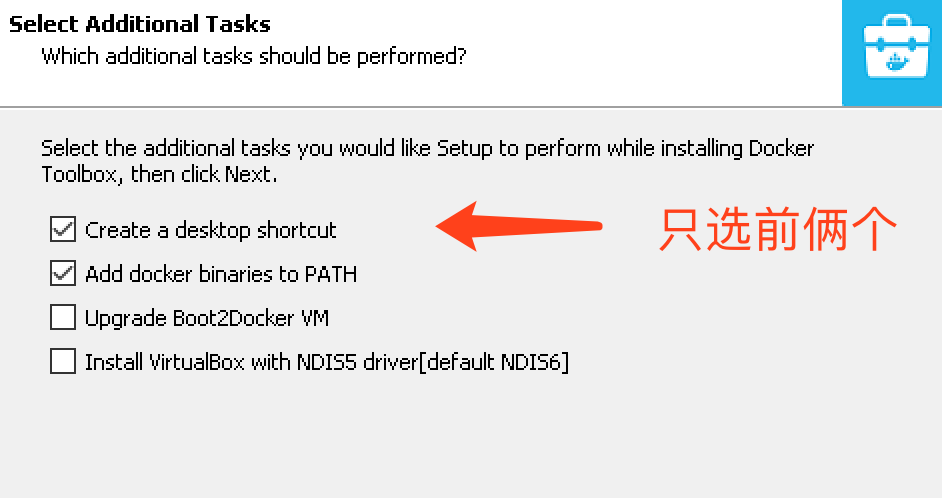 Select Additional Tasks
Which additional tasks should be performed?
Select the additional tasks you would like Setup to perform while installing Docker
Toolbox, then click Next.
Create a desktop shortcut
只选前俩个
Add docker binaries to PATH
Upgrade Boot2Docker VM
Install VirtualBox with NDIS5 driver[default NDIS6]